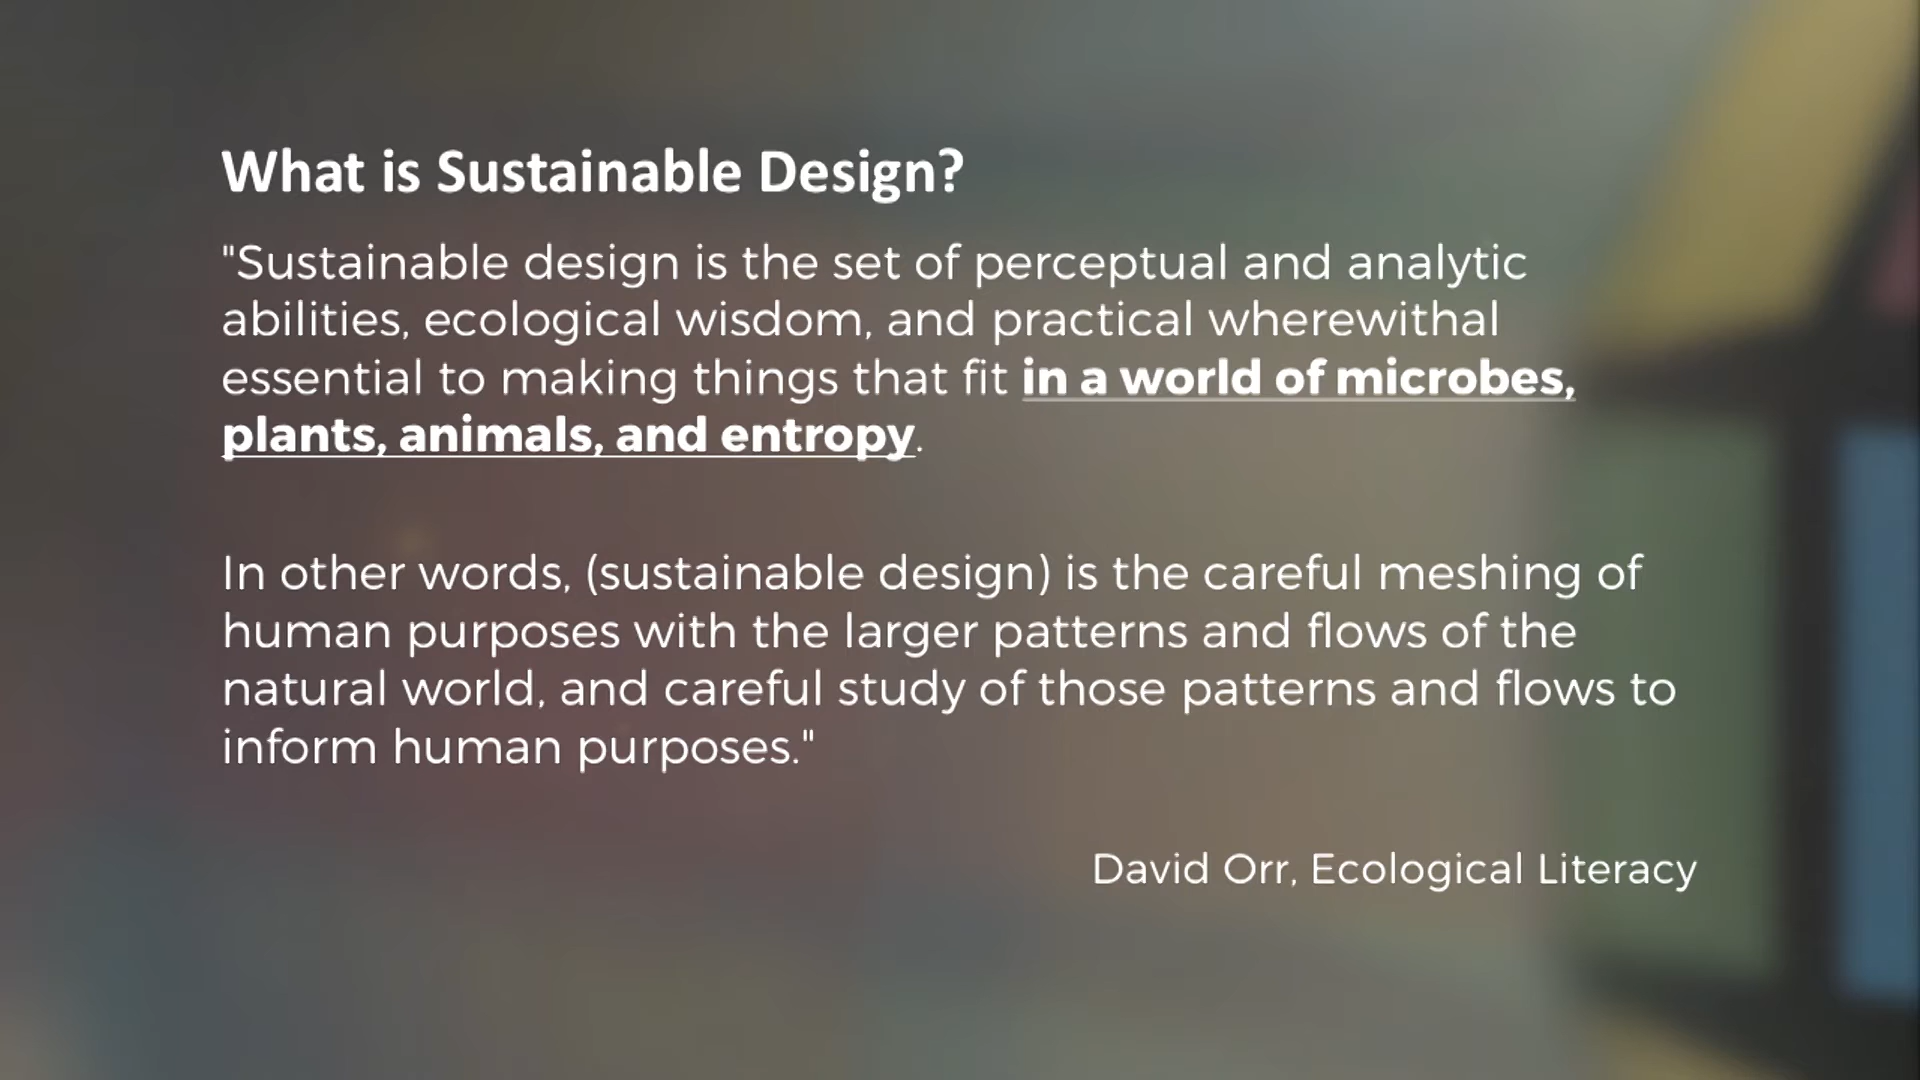 What is Sustainable Design?
"Sustainable design is the set of perceptual and analytic
abilities, ecological wisdom, and practical wherewithal
essential to making things that fit in a world of microbes,
plants, animals, and entropy.
In other words, (sustainable design) is the careful meshing of
human purposes with the larger patterns and flows of the
natural world, and careful study of those patterns and flows to
inform human purposes."
David Orr, Ecological Literacy